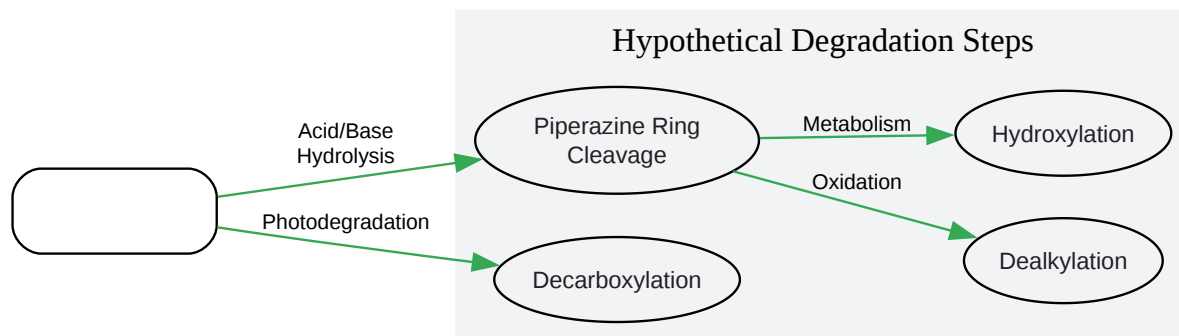 Hypothetical Degradation Steps
Acid/Base
Hydrolysis
Piperazine Ring
Cleavage
Metabolism
Hydroxylation
Oxidation
Photodegradation
Decarboxylation
Dealkylation